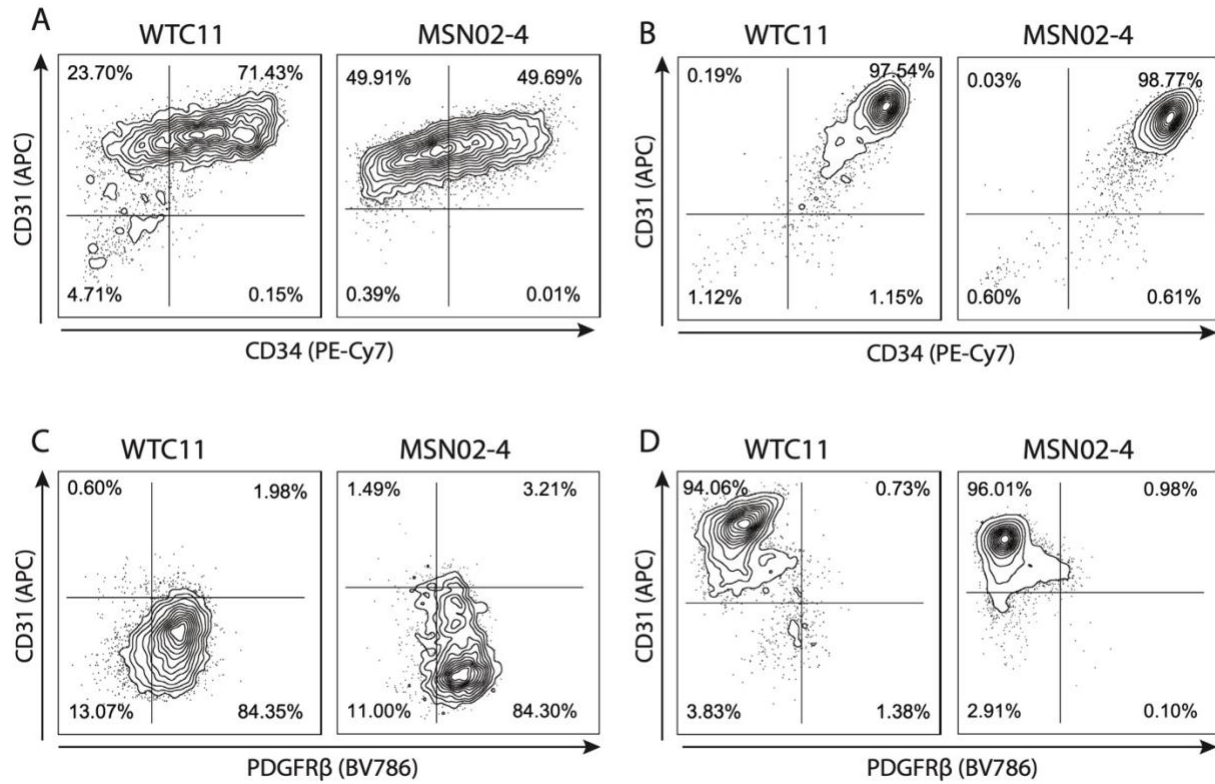 A
WTC11
MSN02-4
23.70%
71.43%
49.91%
49.69%
4.71%
0.15%
0.39%
0.01%
CD31 (APC)
CD34 (PE-Cy7)
B
WTC11
MSN02-4
0.19%
97.54%
0.03%
98.77%
1.12%
1.15%
0.60%
0.61%
CD31 (APC)
CD34 (PE-Cy7)
C
WTC11
MSN02-4
0.60%
1.98%
1.49%
3.21%
13.07%
84.35%
11.00%
84.30%
CD31 (APC)
PDGFRβ (BV786)
D
WTC11
MSN02-4
94.06%
0.73%
96.01%
0.98%
3.83%
1.38%
2.91%
0.10%
CD31 (APC)
PDGFRβ (BV786)